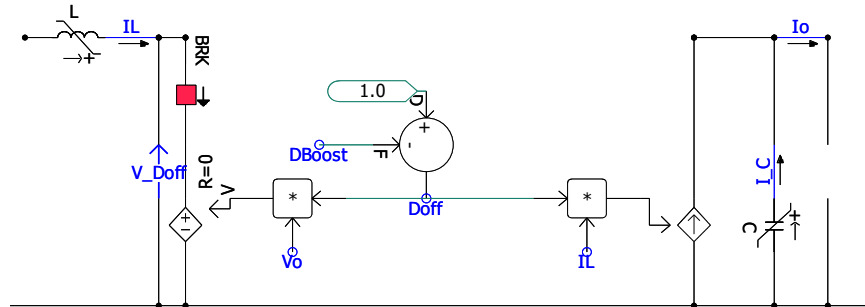 L
IL
Io
BRK
1.0
D
+
-
F
DBoost
V_Doff
R=0
V
*
*
Doff
I_C
+
C
+
Vo
IL